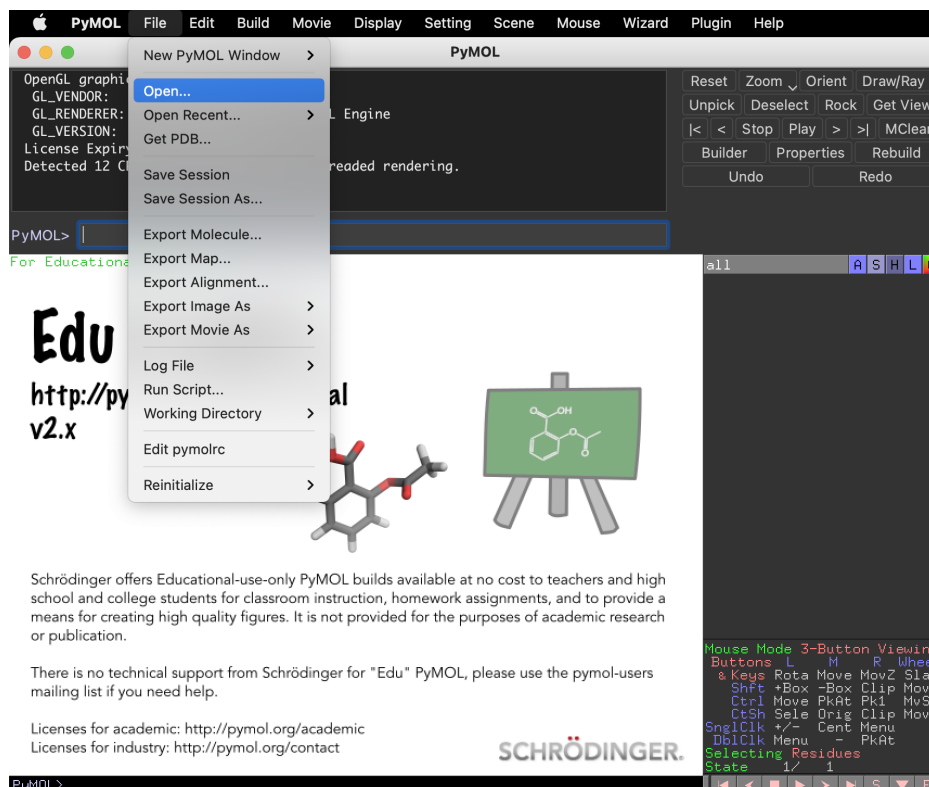 PyMOL File Edit Build Movie Display Setting Scene Mouse Wizard Plugin Help
PyMOL
New PyMOL Window
Open...
Open Recent...
Get PDB...
Save Session
Save Session As...
Export Molecule...
Export Map...
Export Alignment...
Export Image As
Export Movie As
Log File
Run Script...
Working Directory
Edit pymolrc
Reinitialize
OpenGL graphi
GL_VENDOR:
GL_RENDERER: L Engine
GL_VERSION:
License Expiry
Detected 12 C readed rendering.
Reset Zoom Orient Draw/Ray
Unpick Deselect Rock Get View
|< < Stop Play > >| MClear
Builder Properties Rebuild
Undo Redo
PyMOL>
For Educationa
all A S H L
Edu
http://py al
v2.x
OH
O
O
O
Schrödinger offers Educational-use-only PyMOL builds available at no cost to teachers and high
school and college students for classroom instruction, homework assignments, and to provide a
means for creating high quality figures. It is not provided for the purposes of academic research
or publication.
There is no technical support from Schrödinger for "Edu" PyMOL, please use the pymol-users
mailing list if you need help.
Licenses for academic: http://pymol.org/academic
Licenses for industry: http://pymol.org/contact
SCHRÖDINGER.
Mouse Mode 3-Button Viewin
Buttons L M R Whee
& Keys Rota Move MovZ Sla
Shft +Box -Box Clip Mov
Ctrl Move PkAt Pk1 MvS
CtSh Sele Orig Clip Mov
SnglClk +/- Cent Menu
DblClk Menu - PkAt
Selecting Residues
State 1/ 1
PyMOL>
S